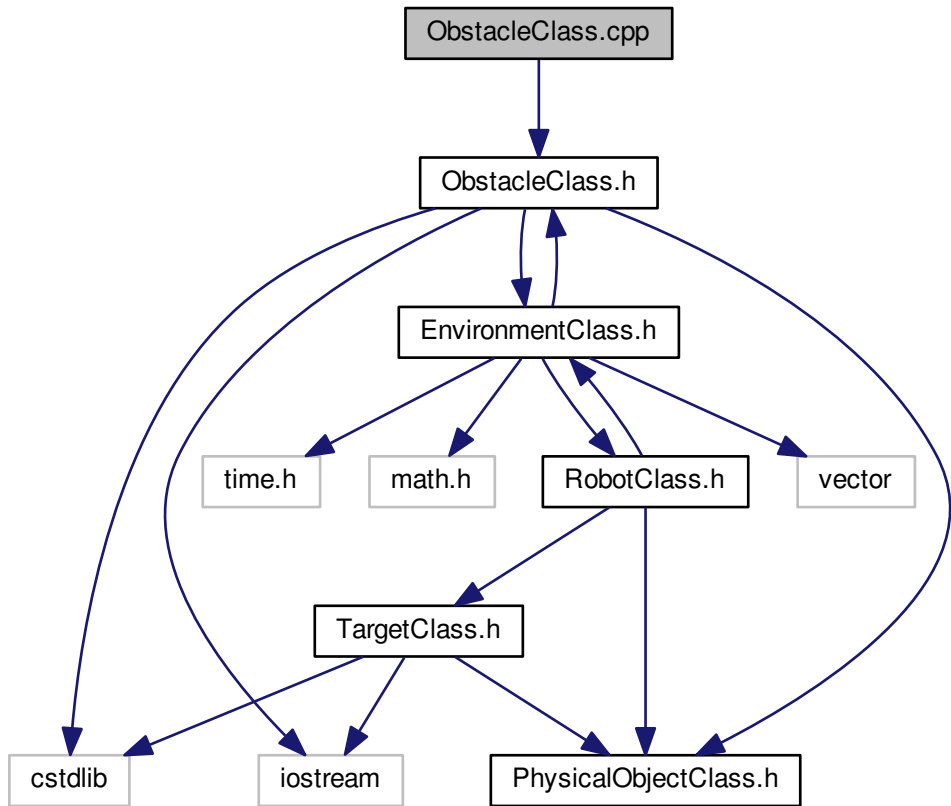 ObstacleClass.cpp
ObstacleClass.h
EnvironmentClass.h
time.h
math.h
RobotClass.h
vector
TargetClass.h
cstdlib
iostream
PhysicalObjectClass.h